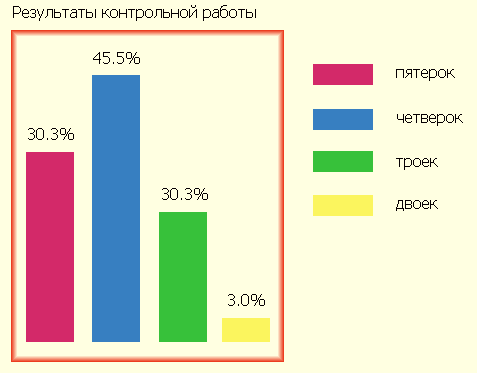 Результаты контрольной работы
45.5%
30.3%
30.3%
3.0%
пятерок
четверок
троек
двоек